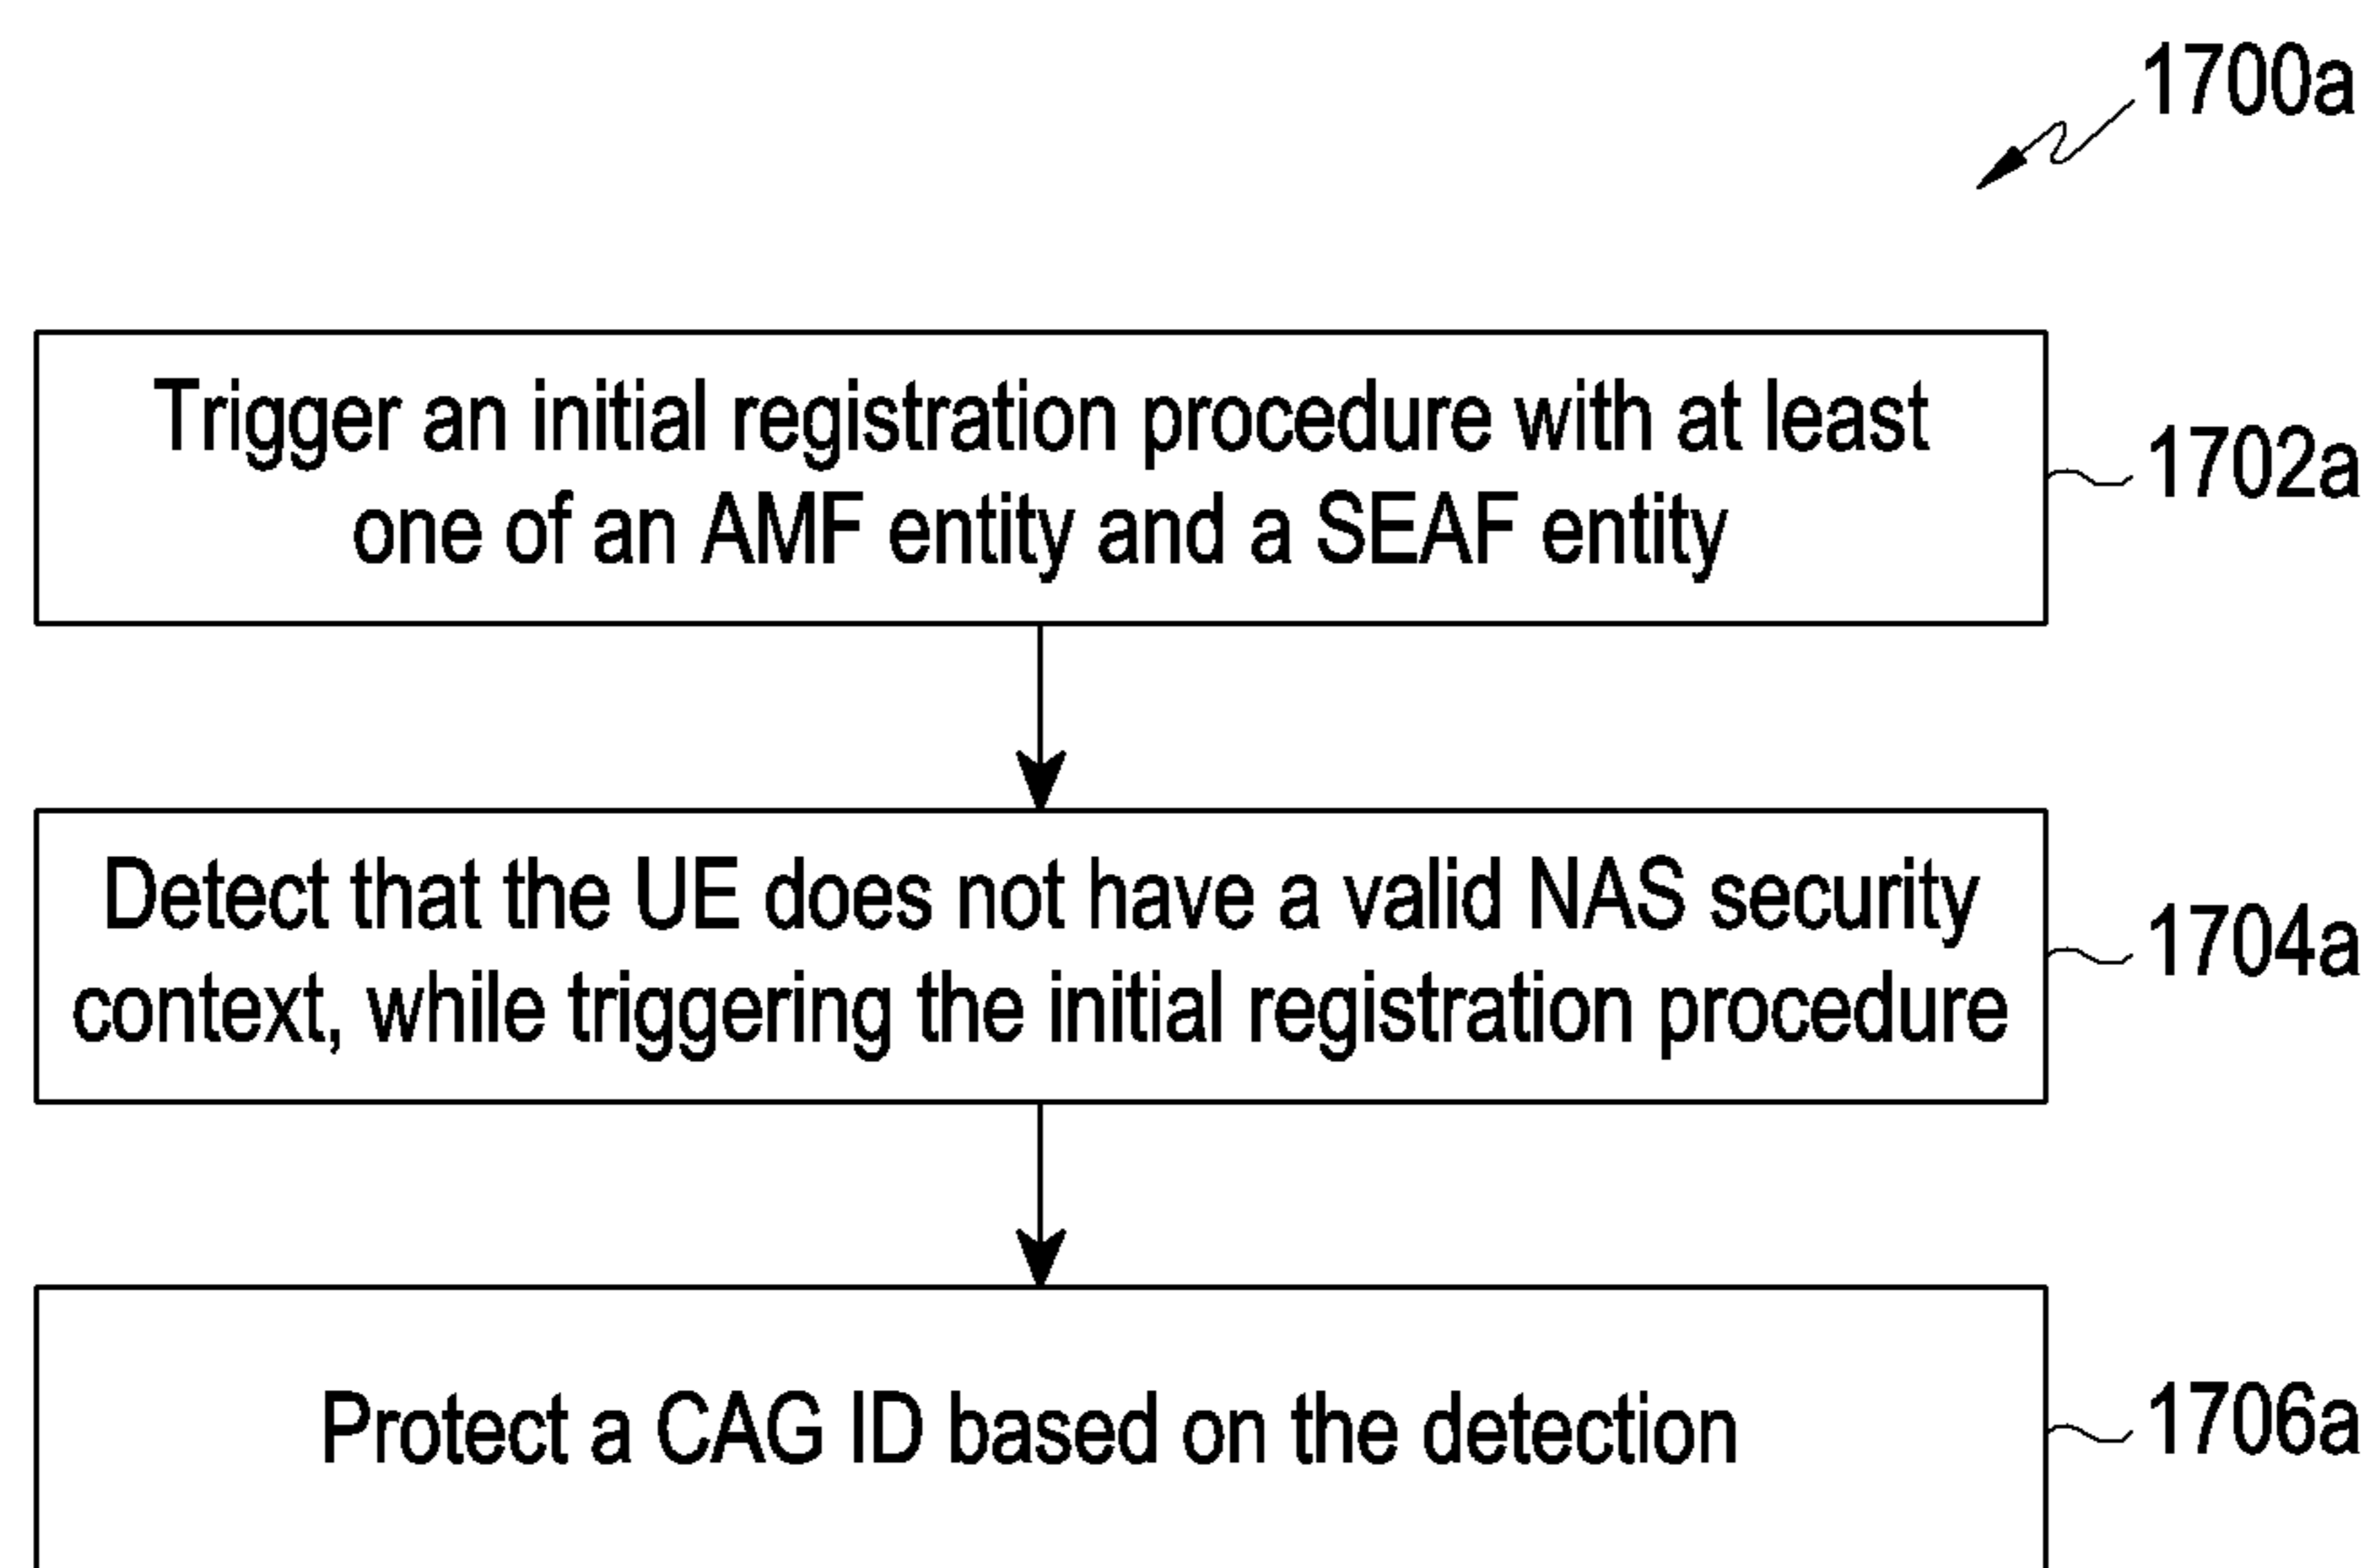 1700a
Trigger an initial registration procedure with at least
one of an AMF entity and a SEAF entity
1702a
Detect that the UE does not have a valid NAS security
context, while triggering the initial registration procedure
1704a
Protect a CAG ID based on the detection
1706a